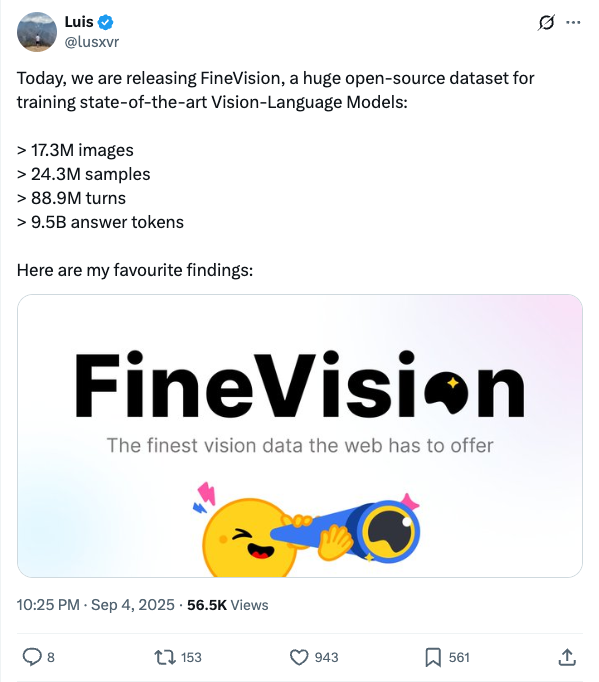 Luis
@lusxvr
Today, we are releasing FineVision, a huge open-source dataset for
training state-of-the-art Vision-Language Models:
> 17.3M images
> 24.3M samples
> 88.9M turns
> 9.5B answer tokens
Here are my favourite findings:
FineVision
The finest vision data the web has to offer
10:25 PM · Sep 4, 2025 · 56.5K Views
8 153 943 561